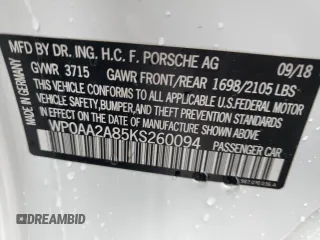 MFD BY DR. ING. H.C. F. PORSCHE AG
09/18
GVWR 3715 GAWR FRONT/REAR 1698/2105 LBS
MADE IN GERMANY
THIS VEHICLE CONFORMS TO ALL APPLICABLE
U.S. FEDERAL MOTOR VEHICLE
SAFETY, BUMPER, AND THEFT PREVENTION
STANDARDS IN EFFECT ON THE DATE OF
MANUFACTURE SHOWN ABOVE
WP0AA2A85KS260094
PASSENGER CAR
DREAMBID
DREAMBID.COM